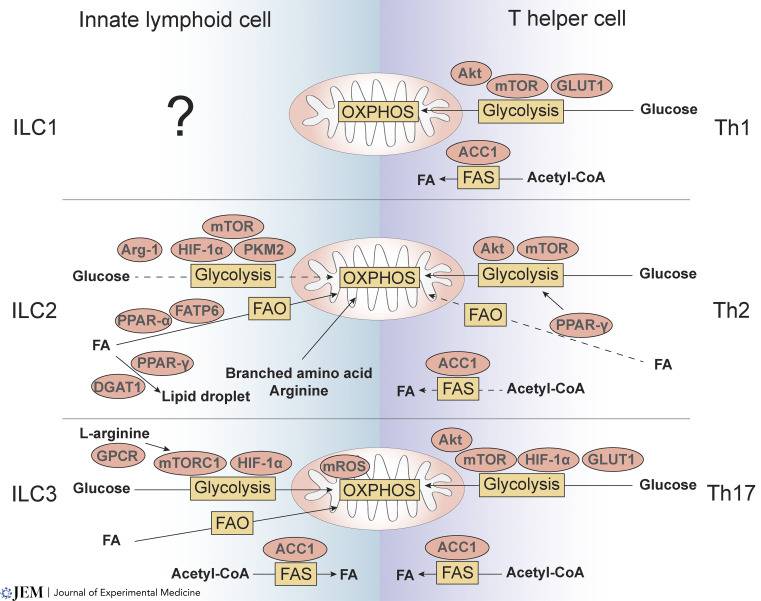 Innate lymphoid cell
T helper cell
ILC1
?
Akt
mTOR
GLUT1
OXPHOS
Glycolysis
Glucose
Th1
ACC1
FA
FAS
Acetyl-CoA
ILC2
mTOR
Arg-1
HIF-1α
PKM2
Glucose
Glycolysis
OXPHOS
Akt
mTOR
Glycolysis
Glucose
Th2
PPAR-α
FATP6
FAO
FA
PPAR-γ
DGAT1
Lipid droplet
Branched amino acid
Arginine
FAO
PPAR-γ
FA
ACC1
FA
FAS
Acetyl-CoA
ILC3
L-arginine
GPCR
mTORC1
HIF-1α
Glucose
Glycolysis
mROS
OXPHOS
Akt
mTOR
HIF-1α
GLUT1
Glycolysis
Glucose
Th17
FAO
FA
ACC1
Acetyl-CoA
FAS
FA
ACC1
FA
FAS
Acetyl-CoA
JEM | Journal of Experimental Medicine